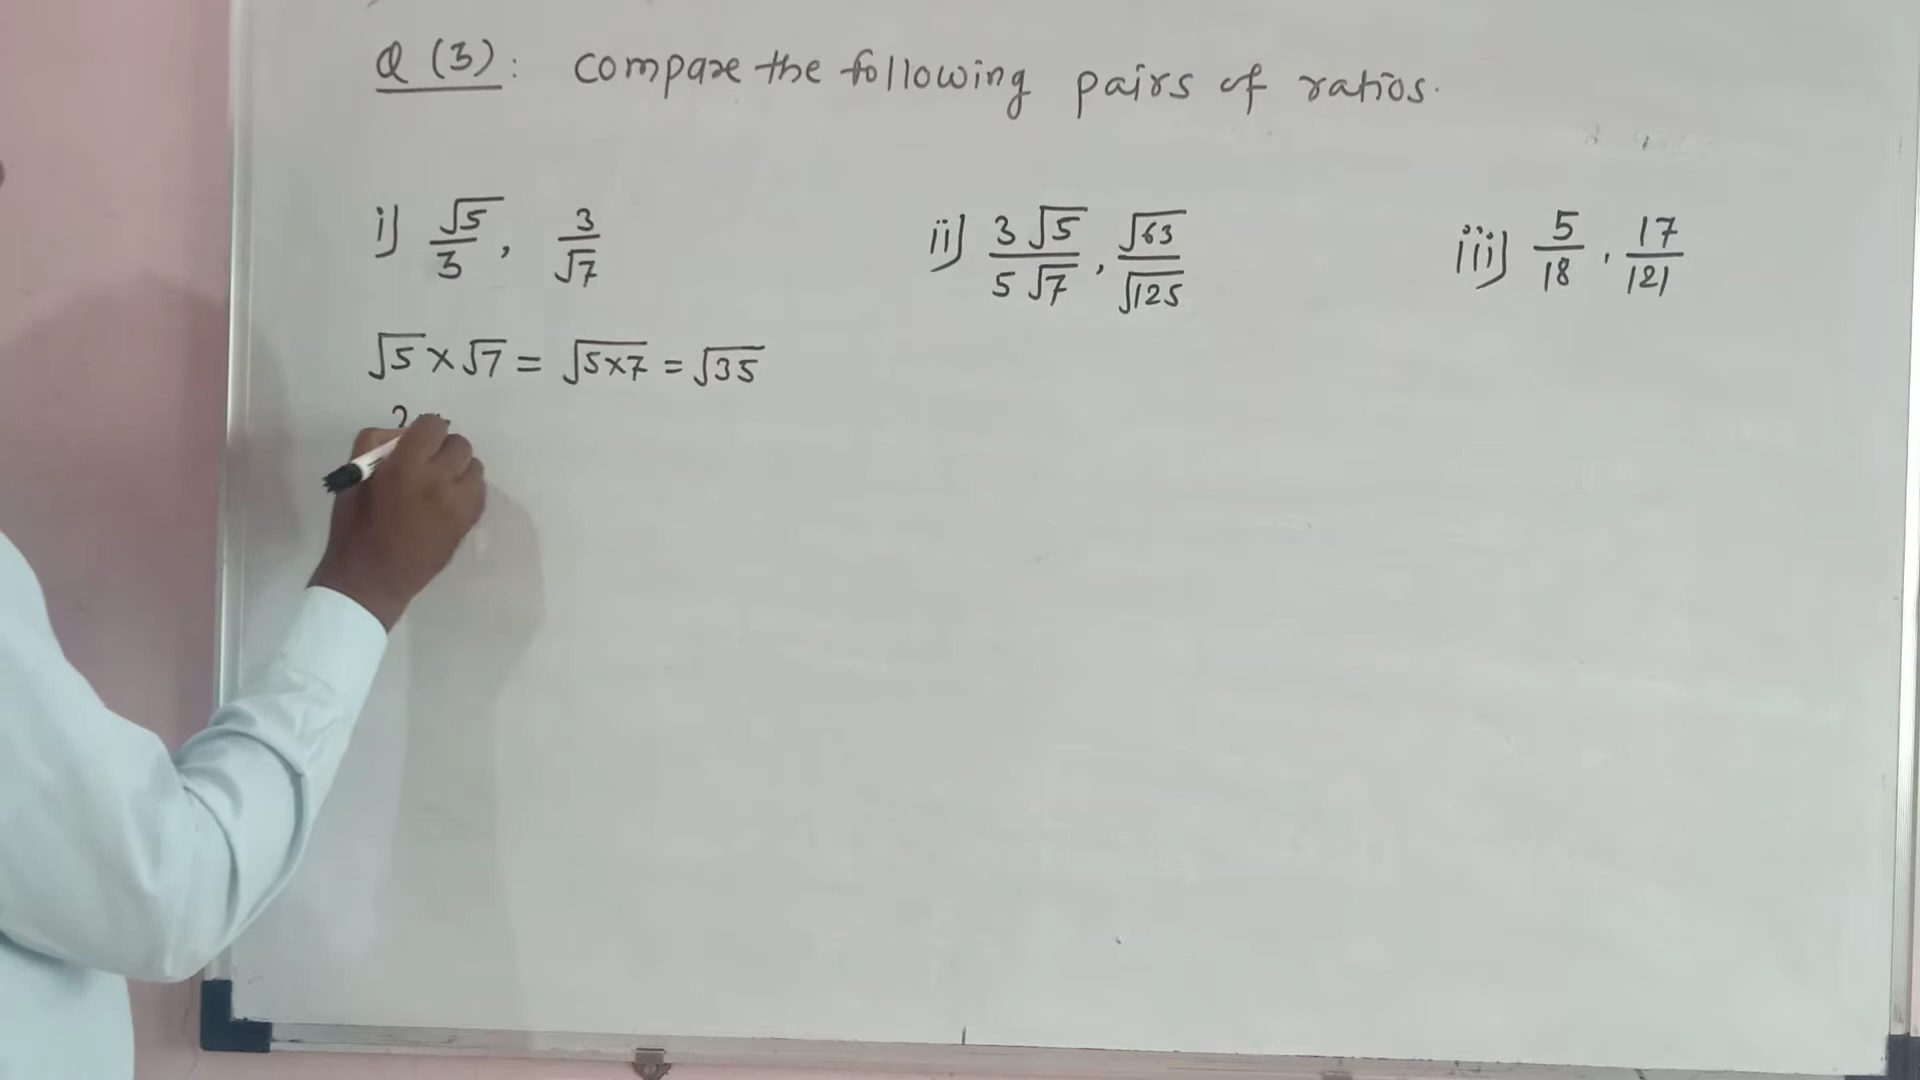 Q (3): compare the following pairs of ratios.
i) √5/3, 3/√7
ii) 3√5/5√7, √63/√125
iii) 5/18, 17/121
√5×√7 = √5×7 = √35